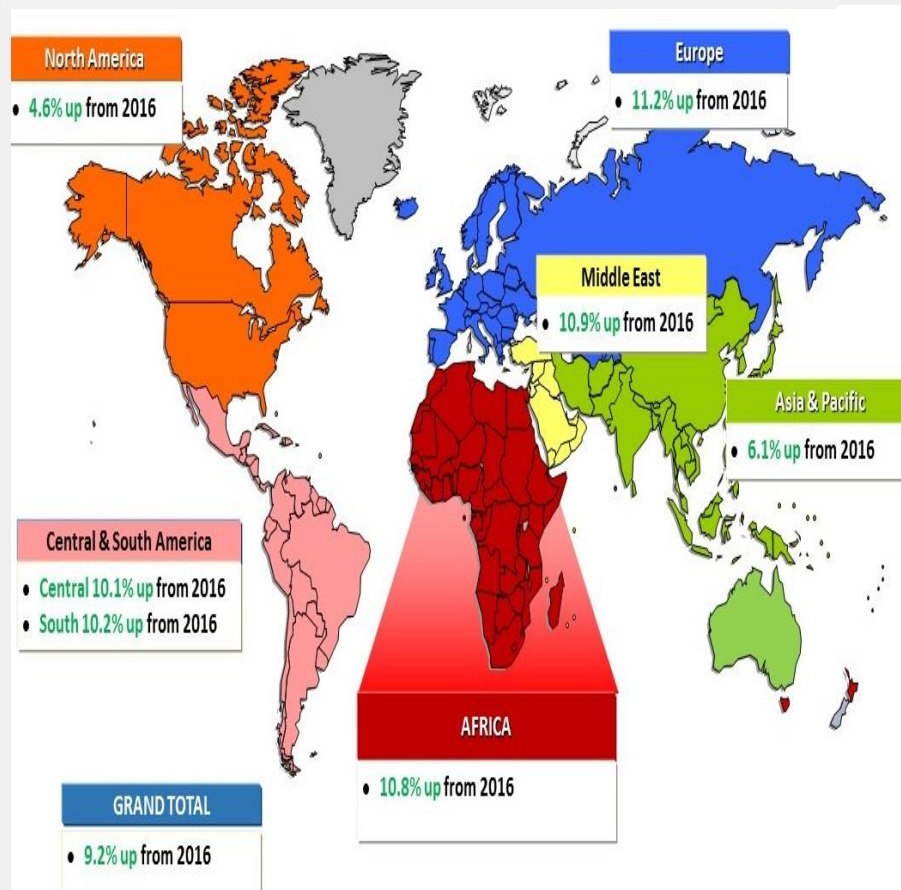 North America
• 4.6% up from 2016
Europe
• 11.2% up from 2016
Middle East
• 10.9% up from 2016
Asia & Pacific
• 6.1% up from 2016
Central & South America
• Central 10.1% up from 2016
• South 10.2% up from 2016
AFRICA
• 10.8% up from 2016
GRAND TOTAL
• 9.2% up from 2016